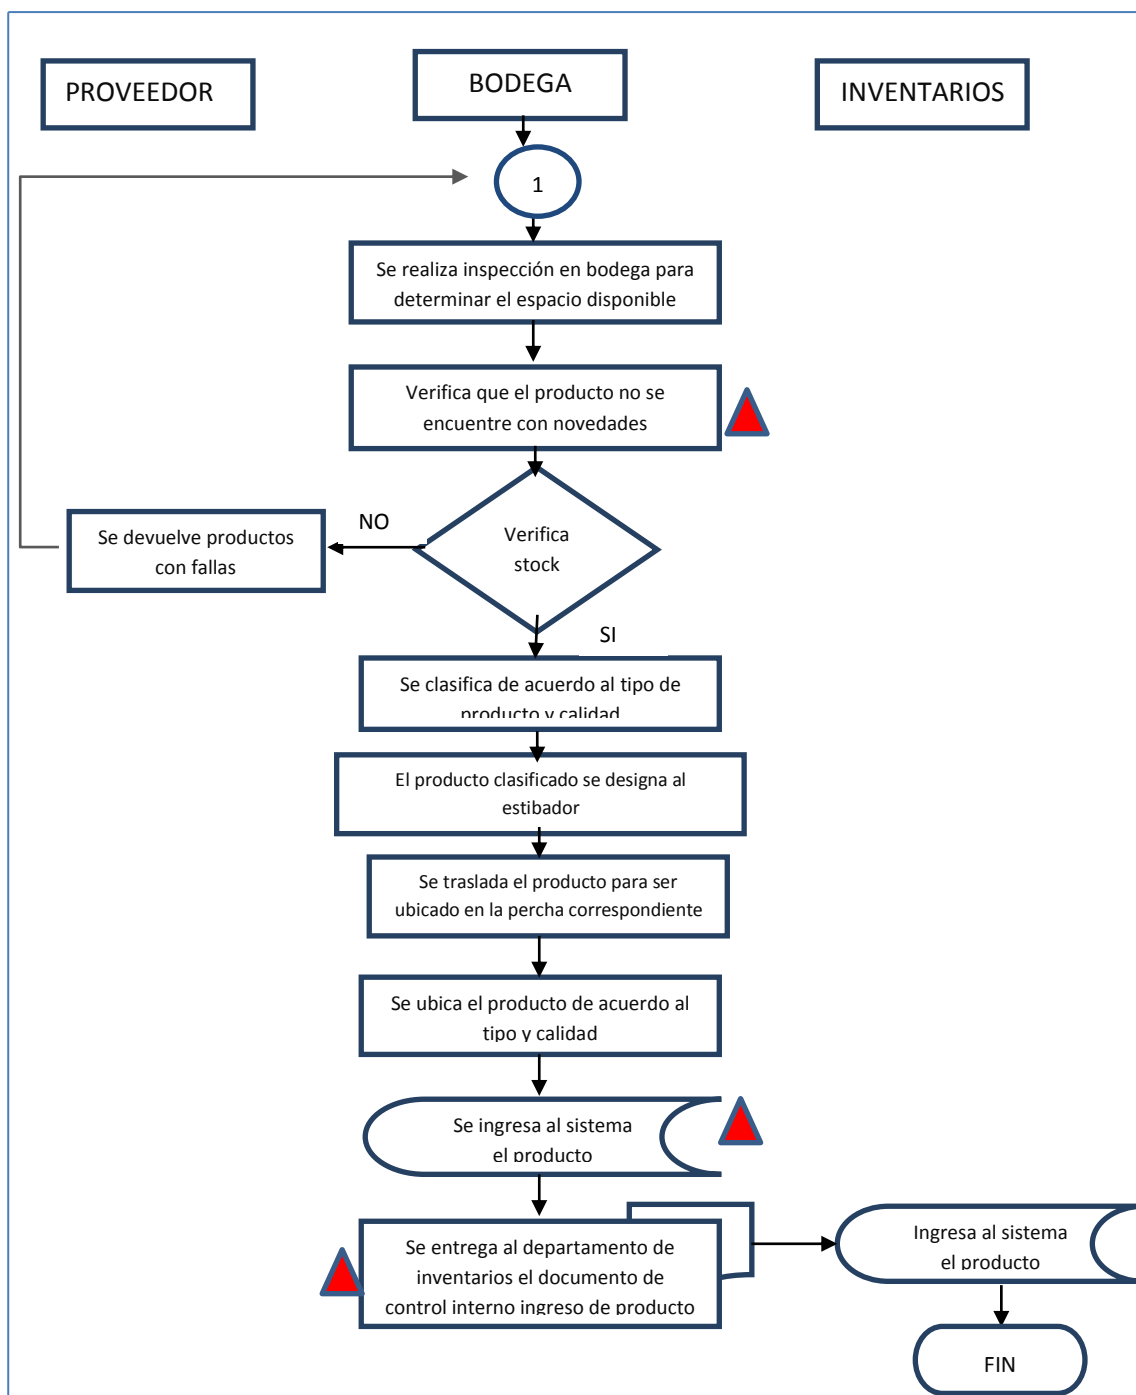 PROVEEDOR
BODEGA
INVENTARIOS
1
Se realiza inspección en bodega para
determinar el espacio disponible
Verifica que el producto no se
encuentre con novedades
NO
Se devuelve productos
con fallas
Verifica
stock
SI
Se clasifica de acuerdo al tipo de
producto y calidad
El producto clasificado se designa al
estibador
Se traslada el producto para ser
ubicado en la percha correspondiente
Se ubica el producto de acuerdo al
tipo y calidad
Se ingresa al sistema
el producto
Se entrega al departamento de
inventarios el documento de
control interno ingreso de producto
Ingresa al sistema
el producto
FIN